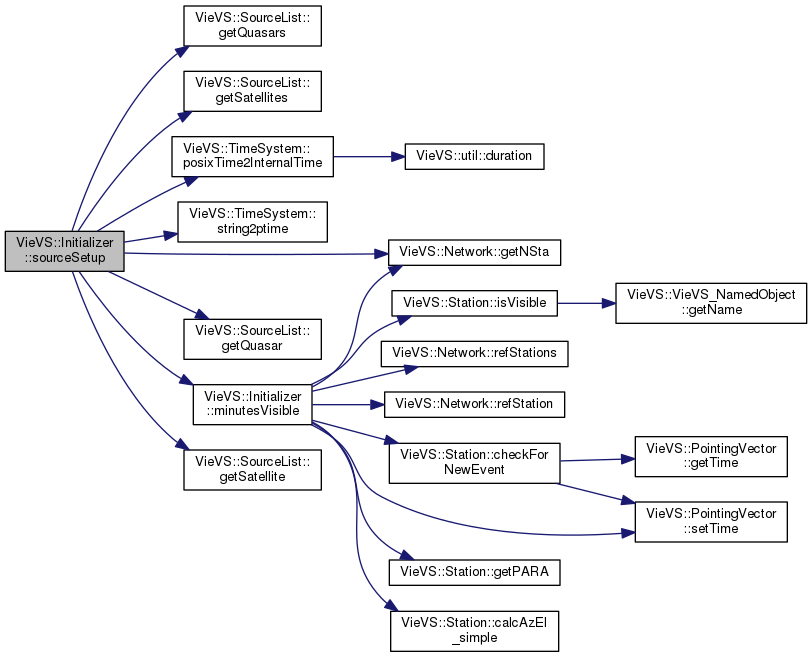 VieVS::Initializer
::sourceSetup
VieVS::SourceList::
getQuasars
VieVS::SourceList::
getSatellites
VieVS::TimeSystem::
posixTime2InternalTime
VieVS::util::duration
VieVS::TimeSystem::
string2ptime
VieVS::Network::getNSta
VieVS::Station::isVisible
VieVS::VieVS_NamedObject
::getName
VieVS::SourceList::
getQuasar
VieVS::Network::refStations
VieVS::Initializer
::minutesVisible
VieVS::Network::refStation
VieVS::Station::checkFor
NewEvent
VieVS::PointingVector
::getTime
VieVS::SourceList::
getSatellite
VieVS::PointingVector
::setTime
VieVS::Station::getPARA
VieVS::Station::calcAzEl
_simple